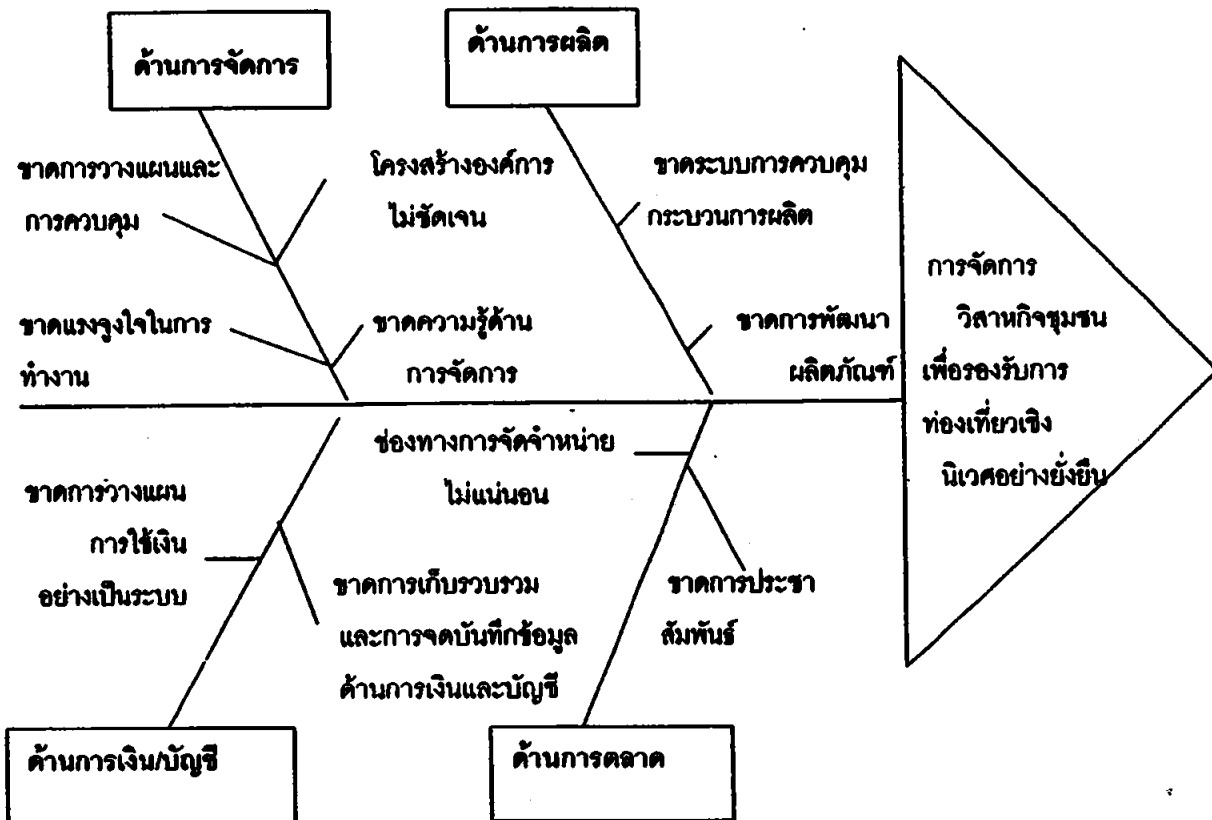 ด้านการจัดการ
ด้านการผลิต
ขาดการวางแผนและ
การควบคุม
โครงสร้างองค์การ
ไม่ชัดเจน
ขาดระบบการควบคุม
กระบวนการผลิต
ขาดแรงจูงใจในการ
ทำงาน
ขาดความรู้ด้าน
การจัดการ
ขาดการพัฒนา
ผลิตภัณฑ์
การจัดการ
วิสาหกิจชุมชน
เพื่อรองรับการ
ท่องเที่ยวเชิง
นิเวศอย่างยั่งยืน
ขาดการวางแผน
การใช้เงิน
อย่างเป็นระบบ
ขาดการเก็บรวบรวม
และการจดบันทึกข้อมูล
ด้านการเงินและบัญชี
ช่องทางการจัดจำหน่าย
ไม่แน่นอน
ขาดการประชา
สัมพันธ์
ด้านการเงิน/บัญชี
ด้านการตลาด